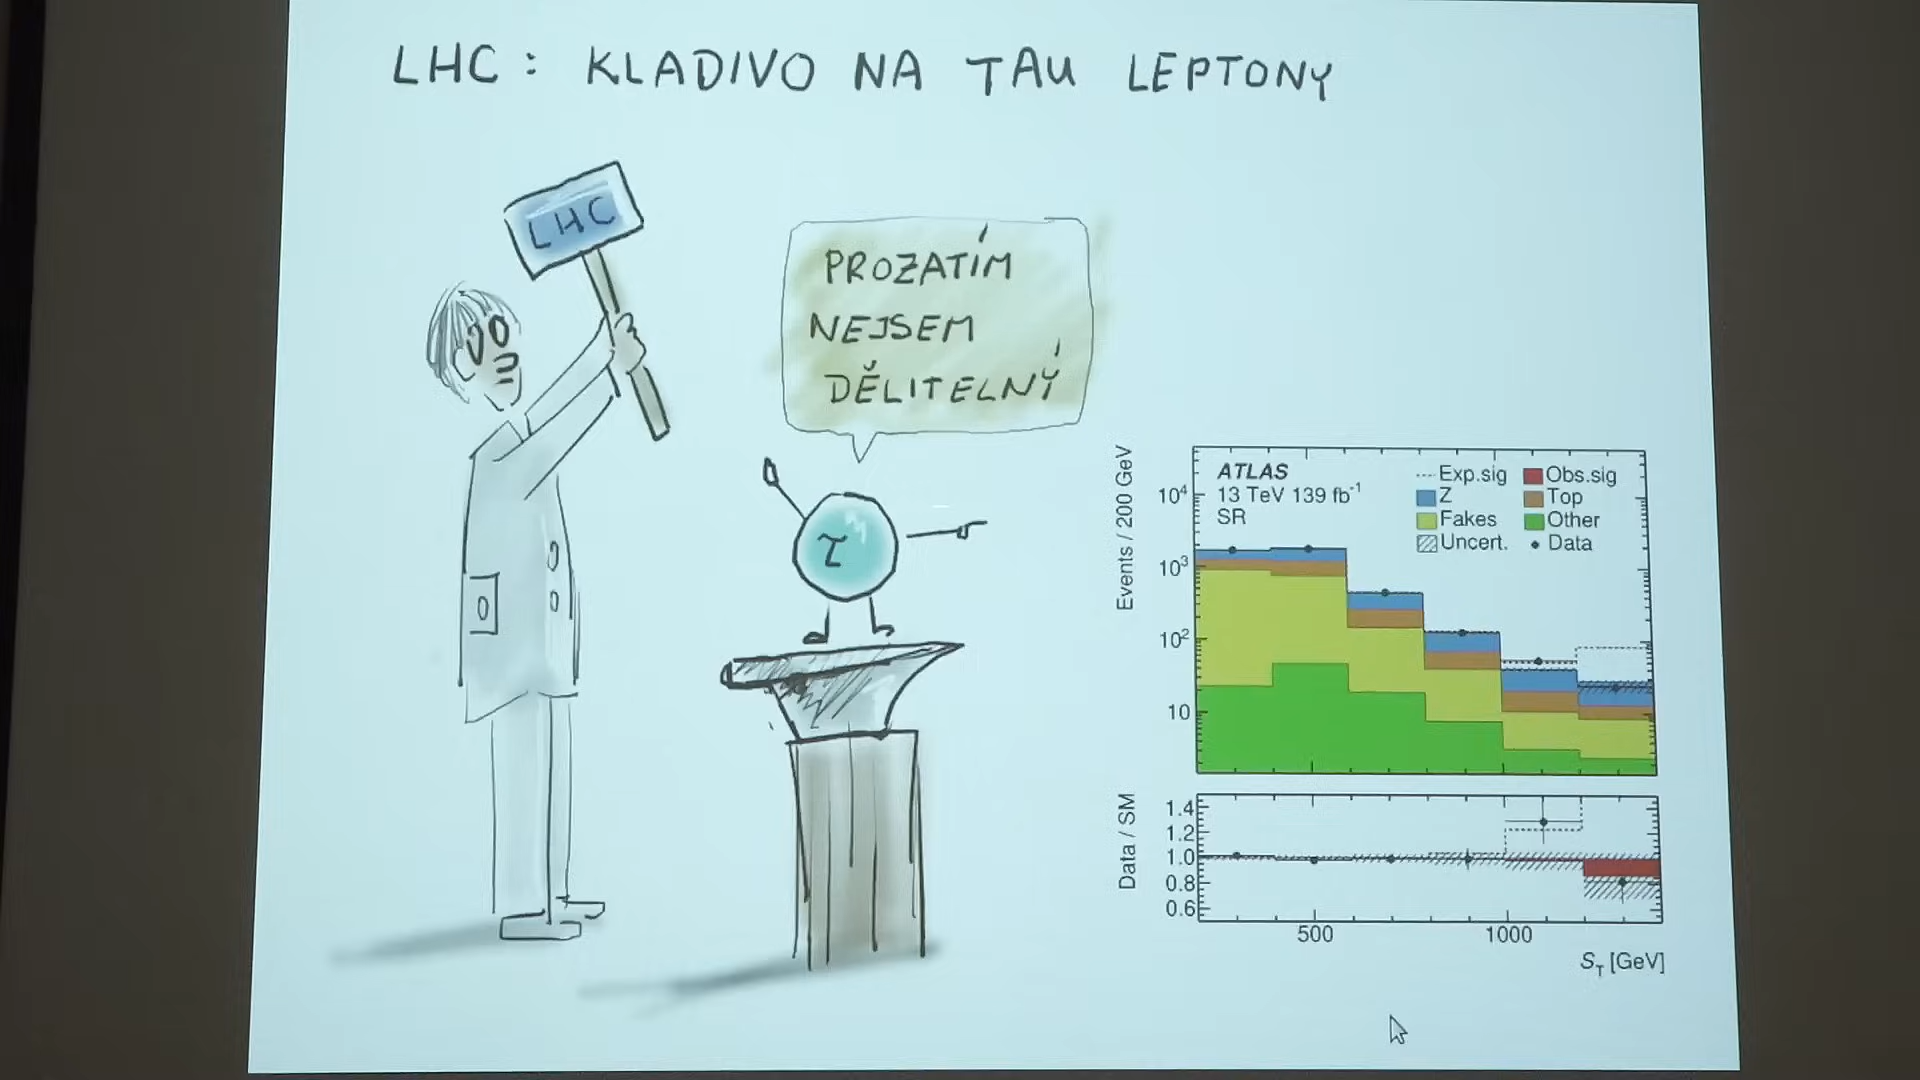 LHC : KLADIVO NA TAU LEPTONY
LHC
PROZATÍM
NEJSEM
DĚLITELNÝ
τ
ATLAS
13 TeV 139 fb⁻¹
SR
Exp.sig
Obs.sig
Z
Top
Fakes
Other
Uncert.
Data
Events / 200 GeV
10⁴
10³
10²
10
Data / SM
1.4
1.2
1.0
0.8
0.6
500
1000
S_T [GeV]